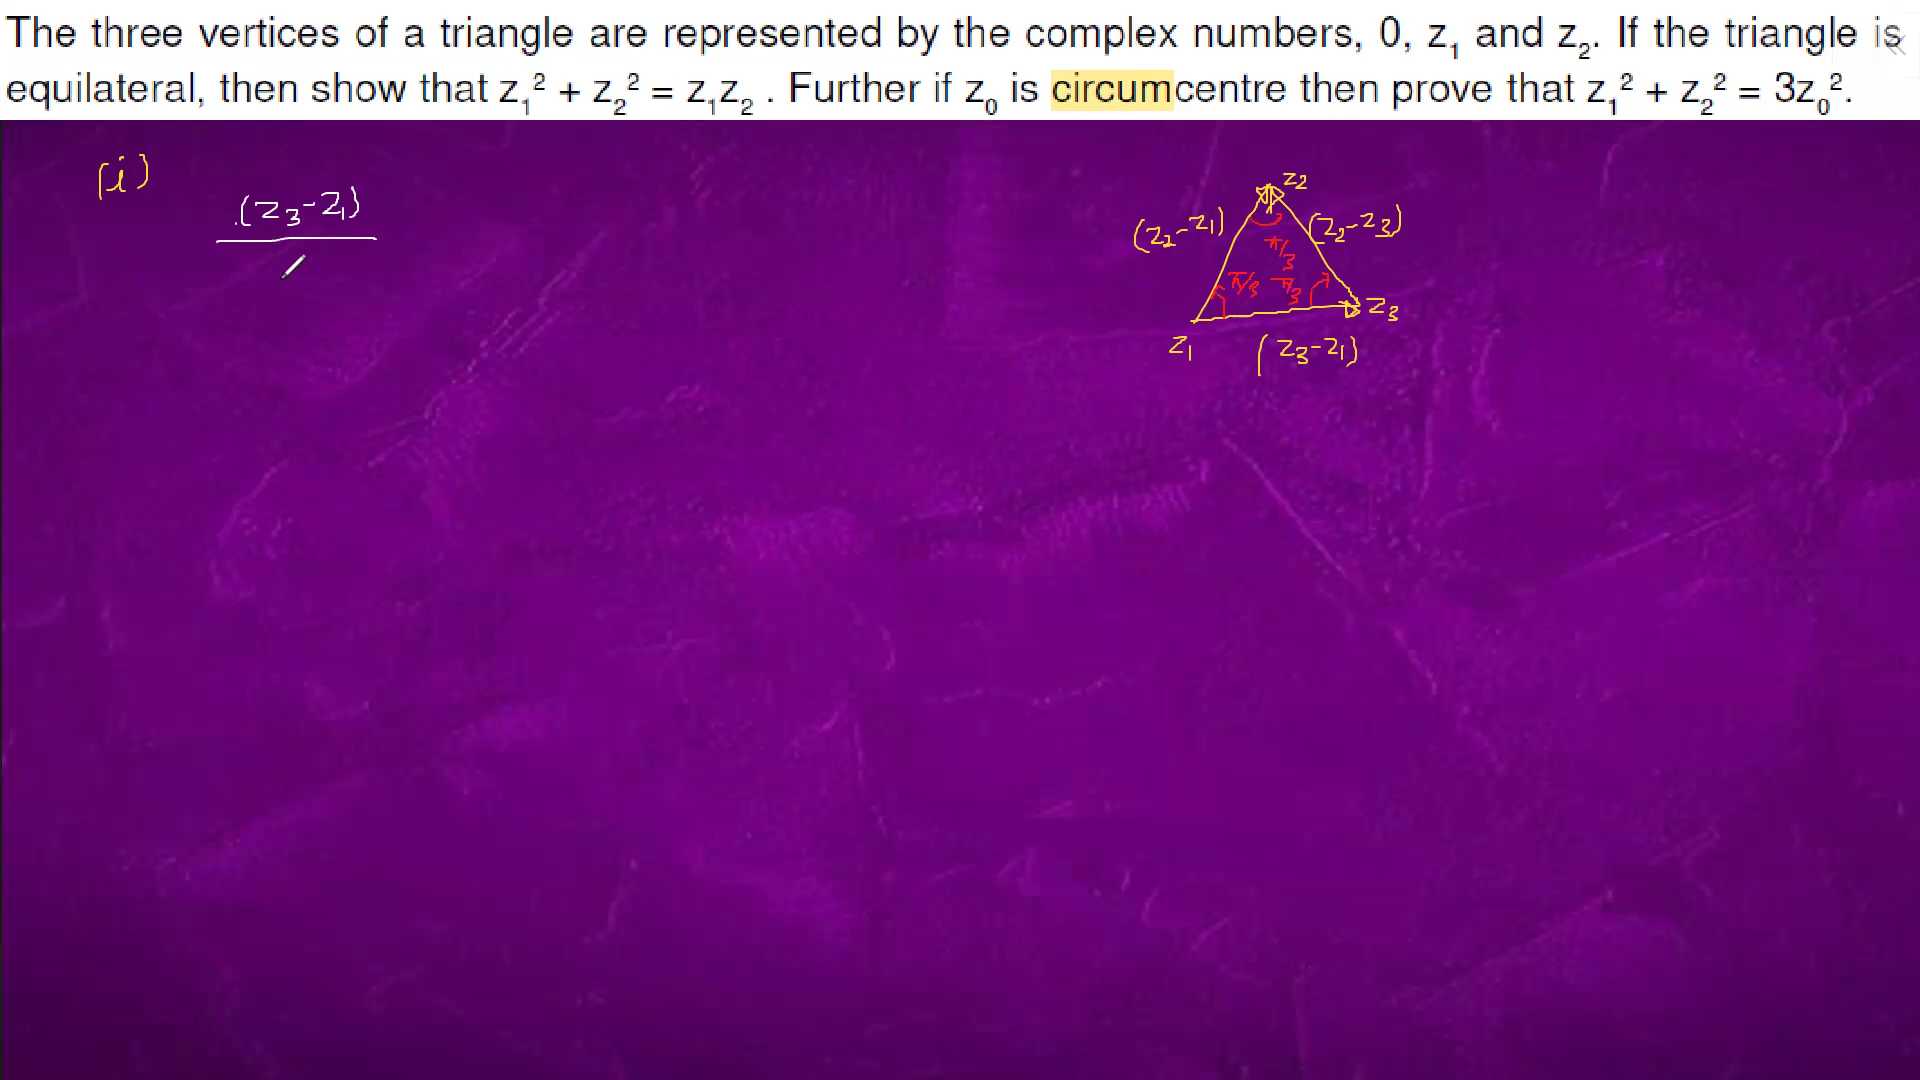 The three vertices of a triangle are represented by the complex numbers, 0, z₁ and z₂. If the triangle is
equilateral, then show that z₁² + z₂² = z₁z₂ . Further if z₀ is circumcentre then prove that z₁² + z₂² = 3z₀².
(i)
(z₃-z₁)
z₂
(z₂-z₁)
(z₂-z₃)
π/3
π/3
π/3
z₃
z₁
(z₃-z₁)